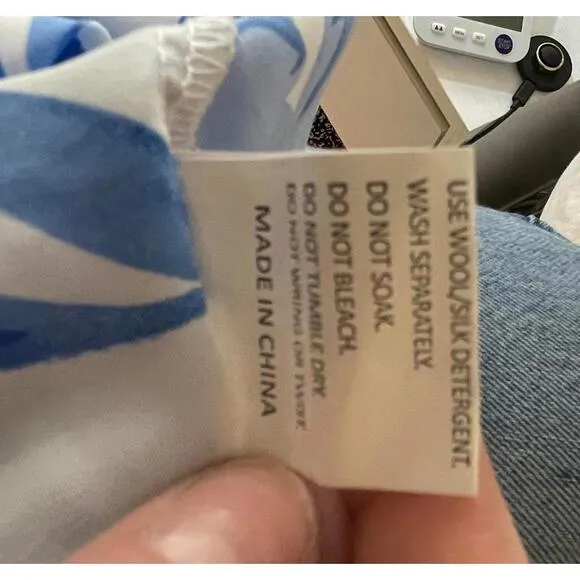 USE WOOL/SILK DETERGENT.
WASH SEPARATELY.
DO NOT SOAK.
DO NOT BLEACH.
DO NOT TUMBLE DRY.
DO NOT WRING OR TWIST.
MADE IN CHINA